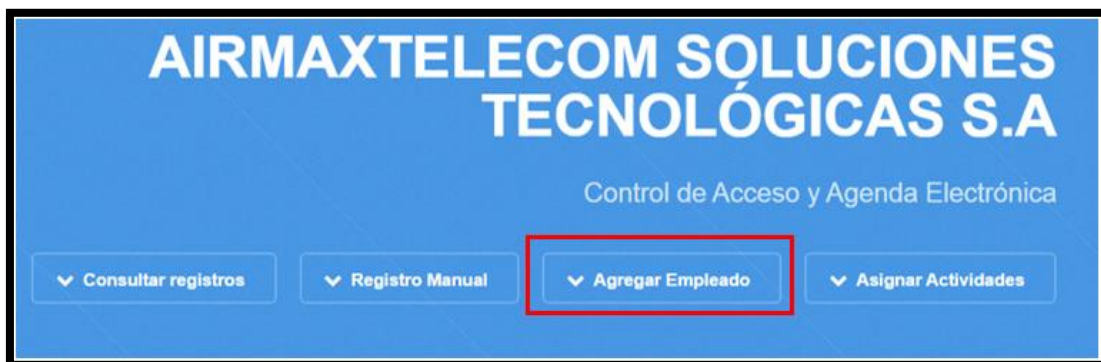 AIRMAXTELECOM SOLUCIONES
TECNOLÓGICAS S.A
Control de Acceso y Agenda Electrónica
Consultar registros
Registro Manual
Agregar Empleado
Asignar Actividades